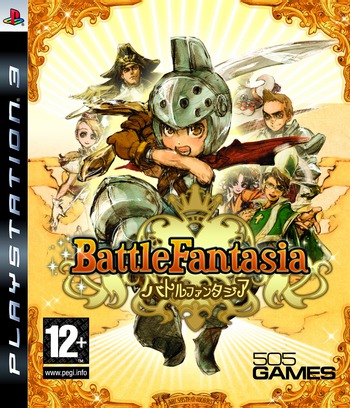 PLAYSTATION 3
BattleFantasia
バトルファンタジア
12+
www.pegi.info
505
GAMES